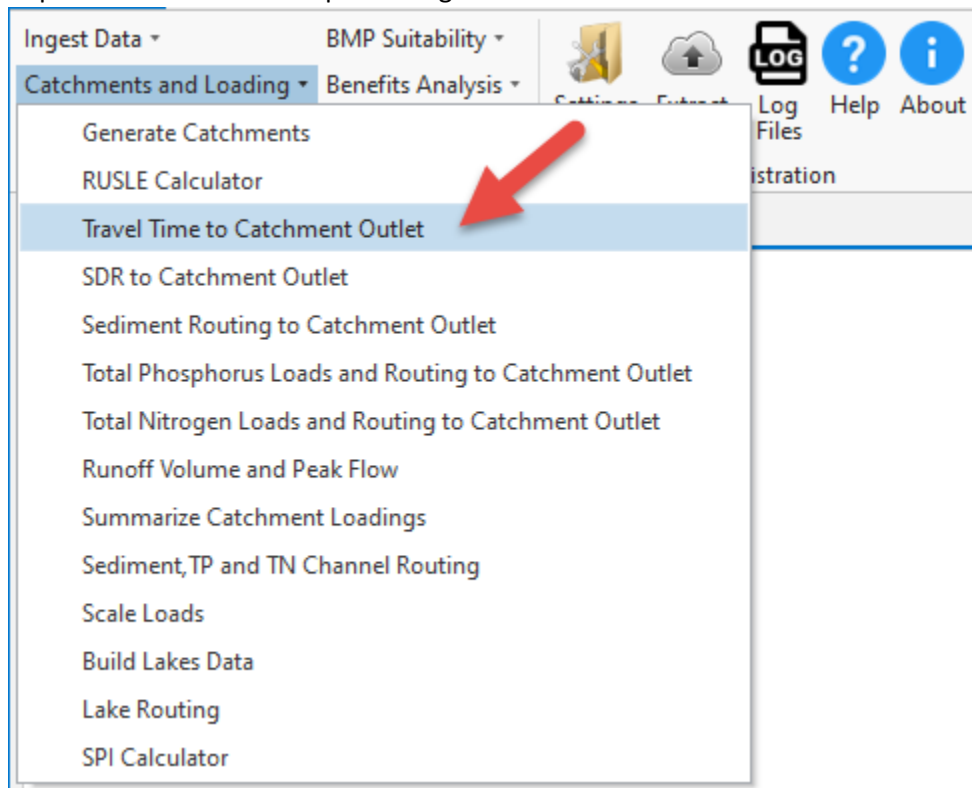 Ingest Data
BMP Suitability
Catchments and Loading
Benefits Analysis
LOG
Log Files
Help
About
Generate Catchments
RUSLE Calculator
Travel Time to Catchment Outlet
SDR to Catchment Outlet
Sediment Routing to Catchment Outlet
Total Phosphorus Loads and Routing to Catchment Outlet
Total Nitrogen Loads and Routing to Catchment Outlet
Runoff Volume and Peak Flow
Summarize Catchment Loadings
Sediment,TP and TN Channel Routing
Scale Loads
Build Lakes Data
Lake Routing
SPI Calculator
istration